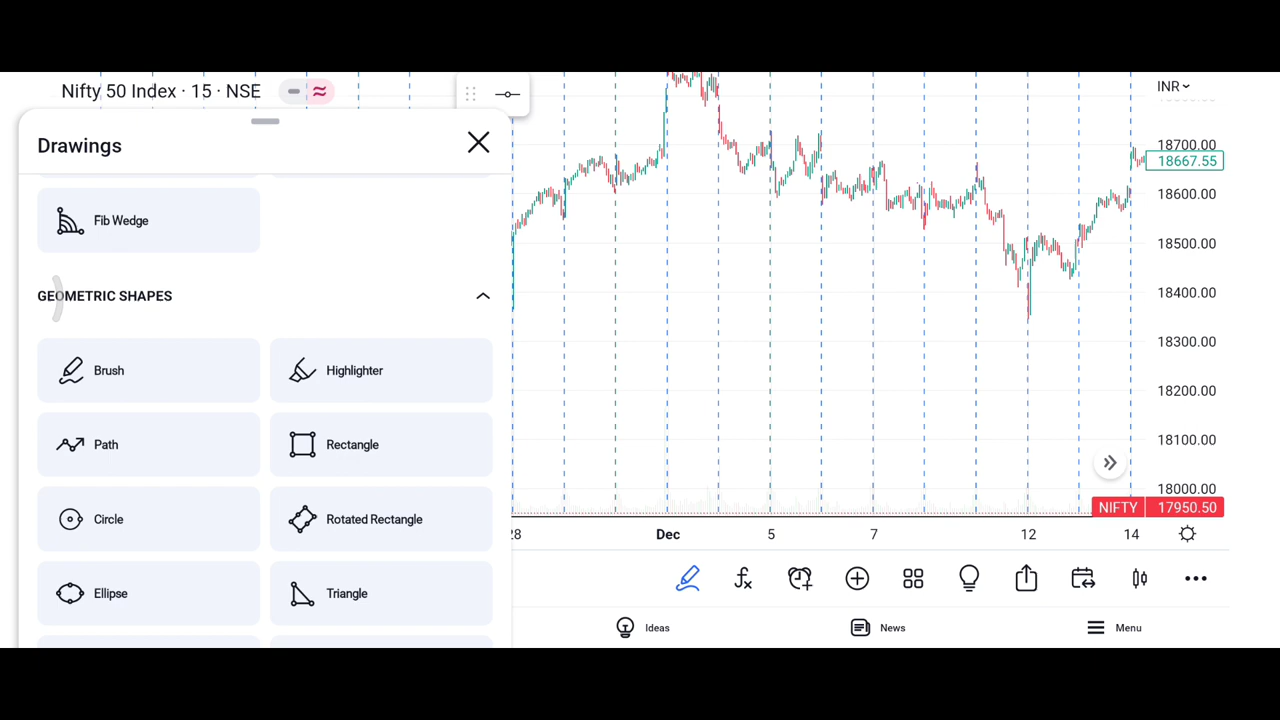 Nifty 50 Index · 15 · NSE
INR
Drawings
18700.00
18667.55
18600.00
Fib Wedge
18500.00
GEOMETRIC SHAPES
18400.00
18300.00
Brush
Highlighter
18200.00
Path
Rectangle
18100.00
18000.00
NIFTY 17950.50
Circle
Rotated Rectangle
28 Dec 5 7 12 14
Ellipse
Triangle
Ideas
News
Menu